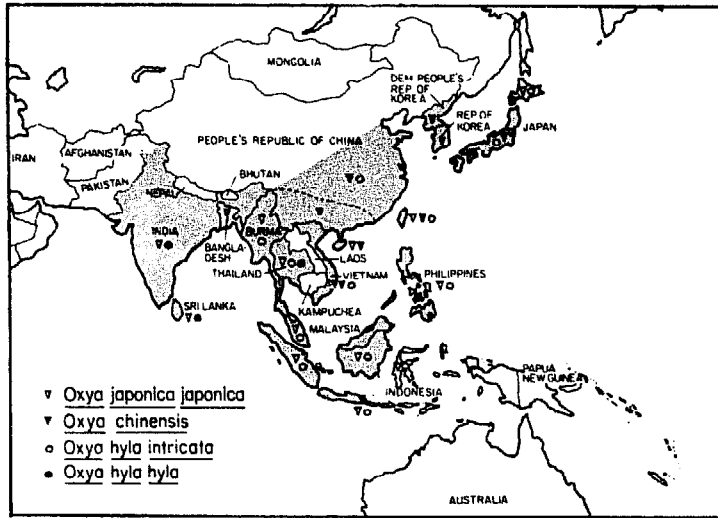 MONGOLIA
DEM PEOPLE'S
REP OF
KOREA
REP OF
KOREA
JAPAN
PEOPLE'S REPUBLIC OF CHINA
IRAN
AFGHANISTAN
PAKISTAN
NEPAL
BHUTAN
INDIA
BANGLA-
DESH
BURMA
THAILAND
LAOS
VIETNAM
KAMPUCHEA
PHILIPPINES
SRI LANKA
MALAYSIA
INDONESIA
PAPUA
NEW GUINEA
AUSTRALIA
Oxya japonica japonica
Oxya chinensis
Oxya hyla intricata
Oxya hyla hyla